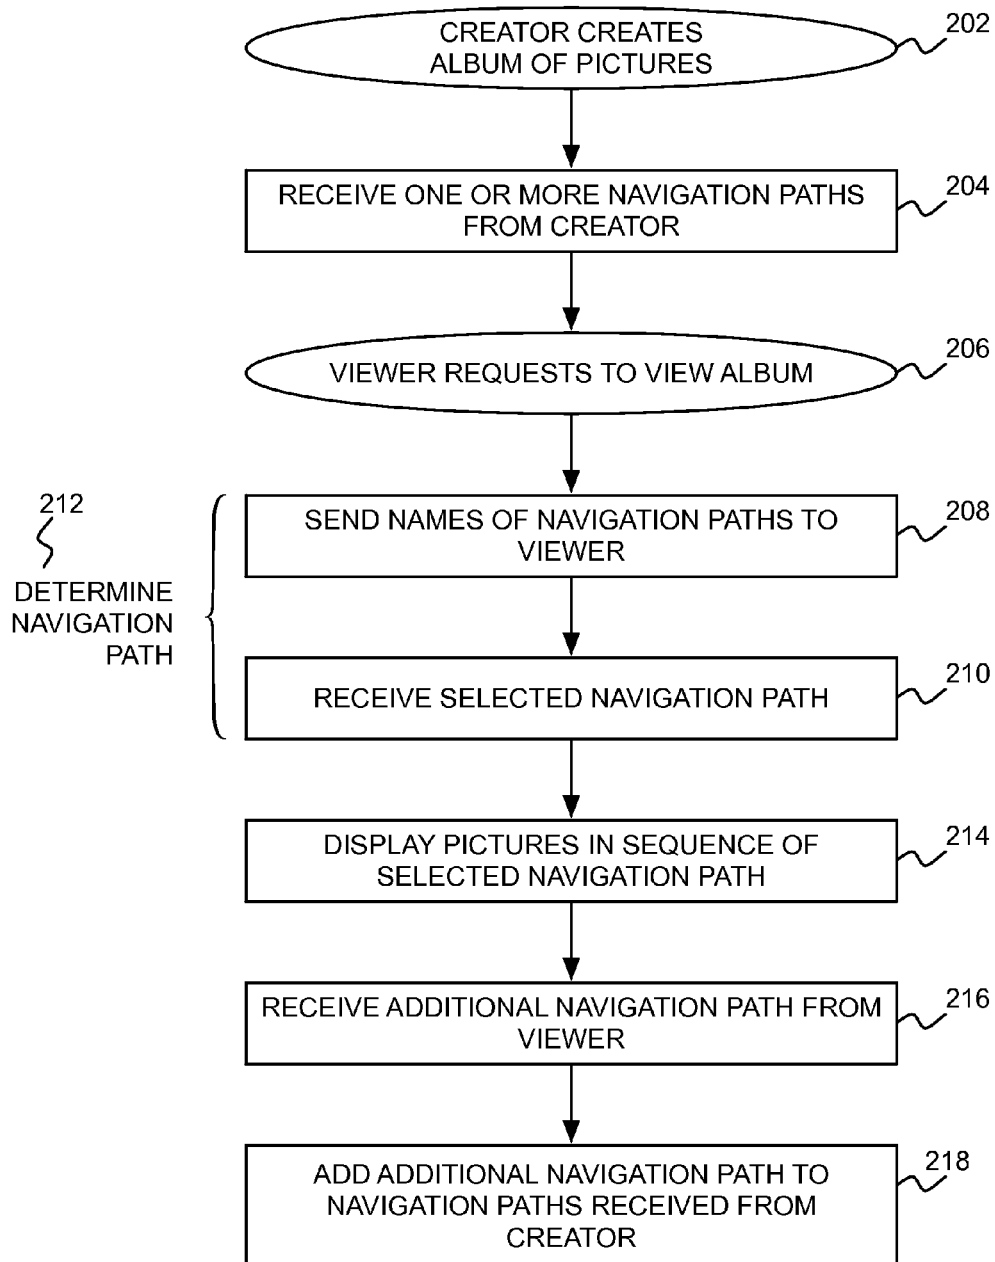 CREATOR CREATES
ALBUM OF PICTURES
202
RECEIVE ONE OR MORE NAVIGATION PATHS
FROM CREATOR
204
VIEWER REQUESTS TO VIEW ALBUM
206
212
DETERMINE
NAVIGATION
PATH
SEND NAMES OF NAVIGATION PATHS TO
VIEWER
208
RECEIVE SELECTED NAVIGATION PATH
210
DISPLAY PICTURES IN SEQUENCE OF
SELECTED NAVIGATION PATH
214
RECEIVE ADDITIONAL NAVIGATION PATH FROM
VIEWER
216
ADD ADDITIONAL NAVIGATION PATH TO
NAVIGATION PATHS RECEIVED FROM
CREATOR
218